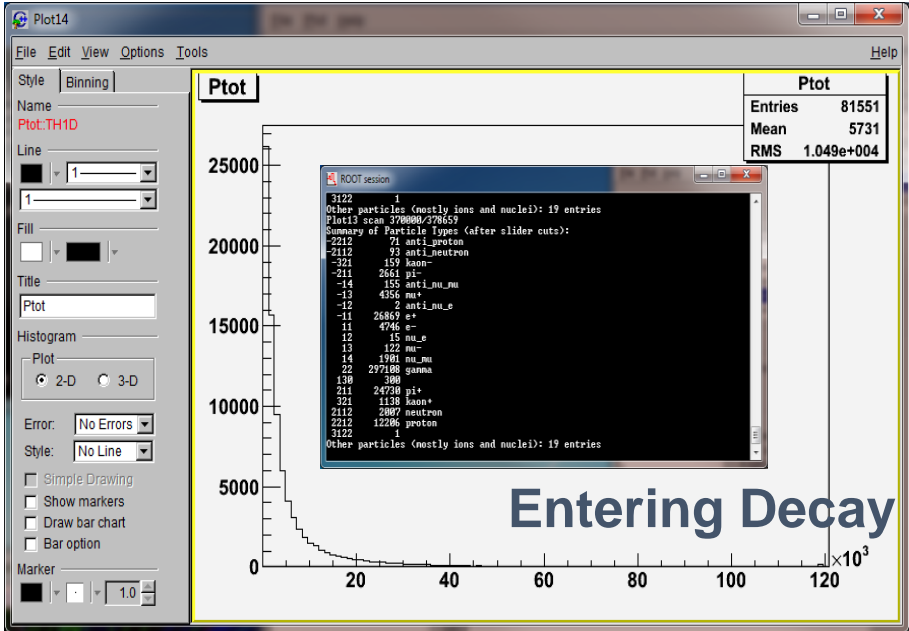 Plot14
File Edit View Options Tools Help
Style Binning
Name
Ptot::TH1D
Line
1
1
Fill
Title
Ptot
Histogram
Plot
2-D 3-D
Error: No Errors
Style: No Line
Simple Drawing
Show markers
Draw bar chart
Bar option
Marker
1.0
Ptot
Ptot
Entries 81551
Mean 5731
RMS 1.049e+004
25000
20000
15000
10000
5000
0
20 40 60 80 100 120
×10³
ROOT session
3122 1
Other particles (mostly ions and nuclei): 19 entries
Plot13 scan 370000/378659
Summary of Particle Types (after slider cuts):
-2212 71 anti_proton
-2112 93 anti_neutron
-321 159 kaon-
-211 2661 pi-
-14 155 anti_nu_mu
-13 4356 mu+
-12 2 anti_nu_e
-11 26869 e+
11 4746 e-
12 15 nu_e
13 122 mu-
14 1901 nu_mu
22 297108 gamma
130 300
211 24730 pi+
321 1138 kaon+
2112 2007 neutron
2212 12206 proton
3122 1
Other particles (mostly ions and nuclei): 19 entries
Entering Decay